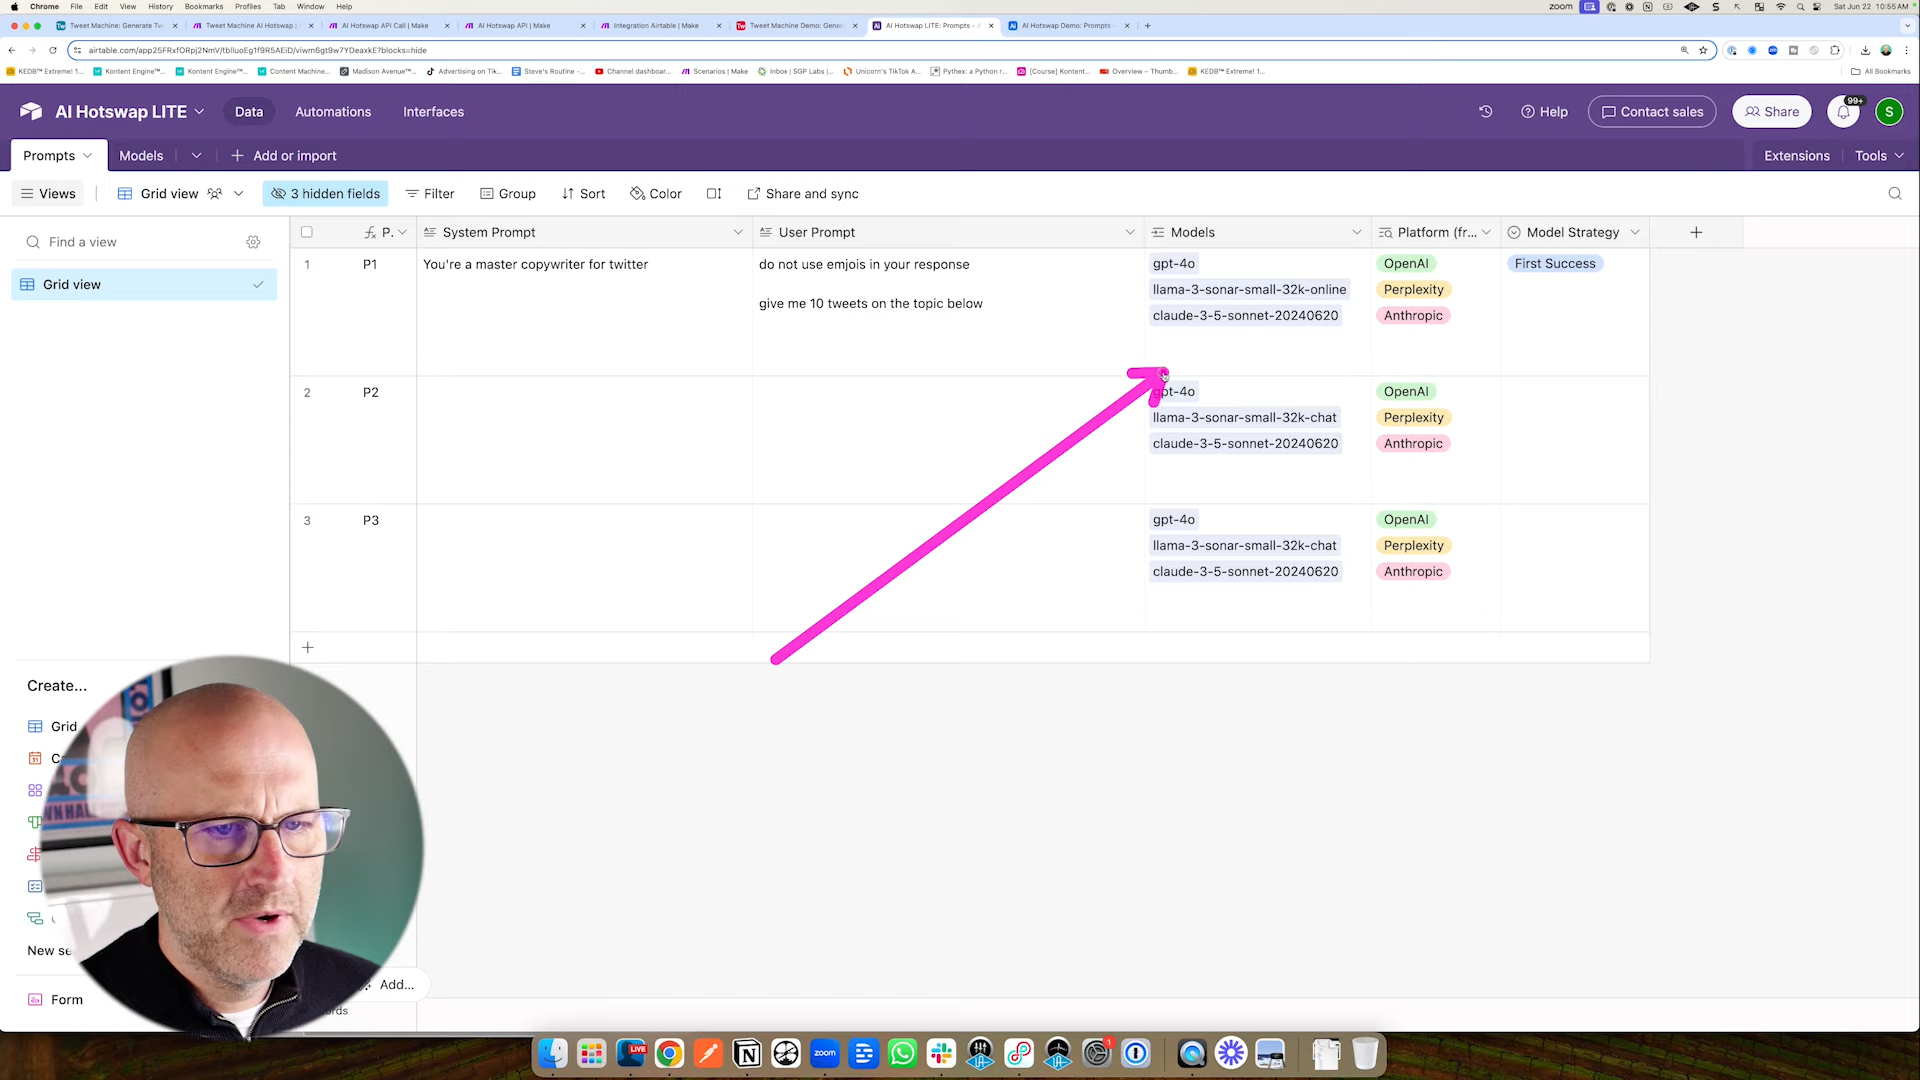 Chrome File Edit View History Bookmarks Profiles Tab Window Help
zoom Sat Jun 22 10:55 AM
Tweet Machine: Generate Tw
Tweet Machine AI Hotswap |
AI Hotswap API Call | Make
AI Hotswap API | Make
Integration Airtable | Make
Tweet Machine Demo: Gener
AI Hotswap LITE: Prompts - A
AI Hotswap Demo: Prompts -
airtable.com/app25FRxfORpj2NmV/tblluoEg1f9R5AEiD/viwm6gt9w7YDeaxkE?blocks=hide
KEDB™ Extreme! 1... Kontent Engine™... Kontent Engine™... Content Machine... Madison Avenue™... Advertising on Tik... Steve's Routine -... Channel dashboar... Scenarios | Make Inbox | SGP Labs |... Unicorn's TikTok A... Pythex: a Python r... [Course] Kontent... Overview – Thumb... KEDB™ Extreme! 1... All Bookmarks
AI Hotswap LITE Data Automations Interfaces Help Contact sales Share 99+ S
Prompts Models Add or import Extensions Tools
Views Grid view 3 hidden fields Filter Group Sort Color Share and sync
Find a view
Grid view
P. System Prompt User Prompt Models Platform (fr... Model Strategy
1 P1 You're a master copywriter for twitter do not use emjois in your response gpt-4o OpenAI First Success
llama-3-sonar-small-32k-online Perplexity
give me 10 tweets on the topic below claude-3-5-sonnet-20240620 Anthropic
2 P2 gpt-4o OpenAI
llama-3-sonar-small-32k-chat Perplexity
claude-3-5-sonnet-20240620 Anthropic
3 P3 gpt-4o OpenAI
llama-3-sonar-small-32k-chat Perplexity
claude-3-5-sonnet-20240620 Anthropic
Create...
Grid
New se
Form
Add...
ords
LIVE
zoom
1